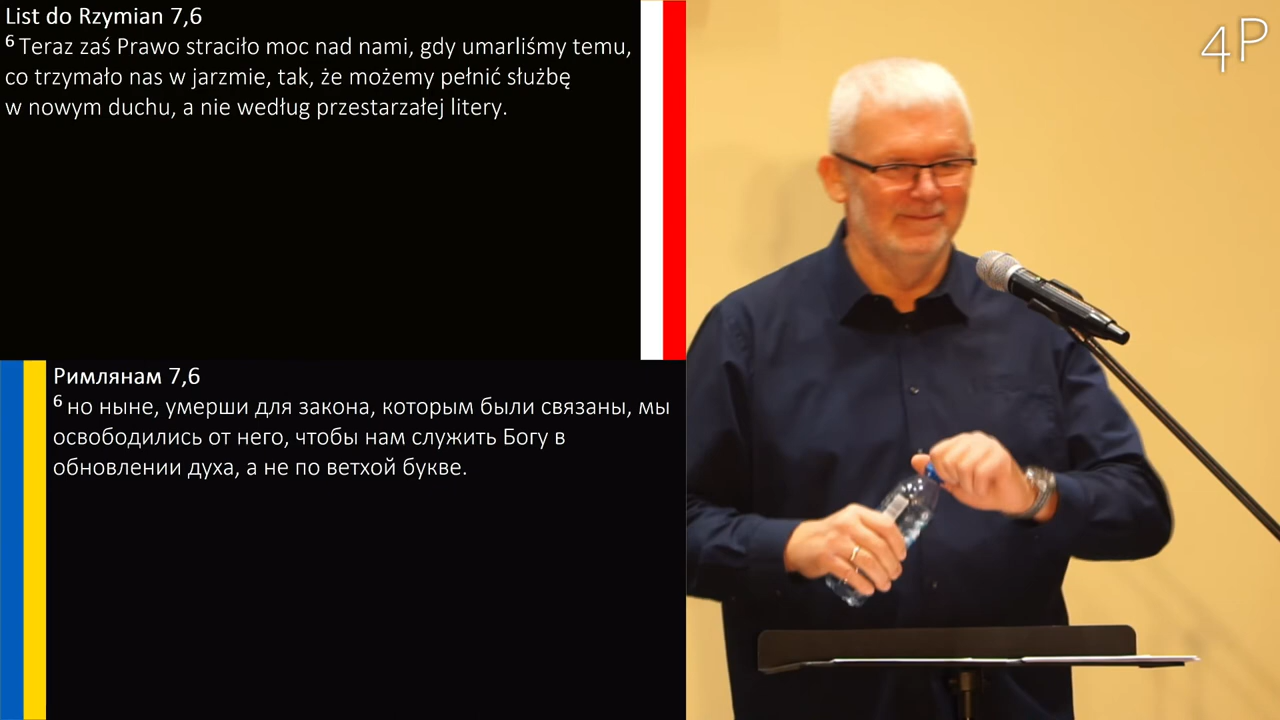 List do Rzymian 7,6
6 Teraz zaś Prawo straciło moc nad nami, gdy umarliśmy temu,
co trzymało nas w jarzmie, tak, że możemy pełnić służbę
w nowym duchu, a nie według przestarzałej litery.
Римлянам 7,6
6 но ныне, умерши для закона, которым были связаны, мы
освободились от него, чтобы нам служить Богу в
обновлении духа, а не по ветхой букве.
4P